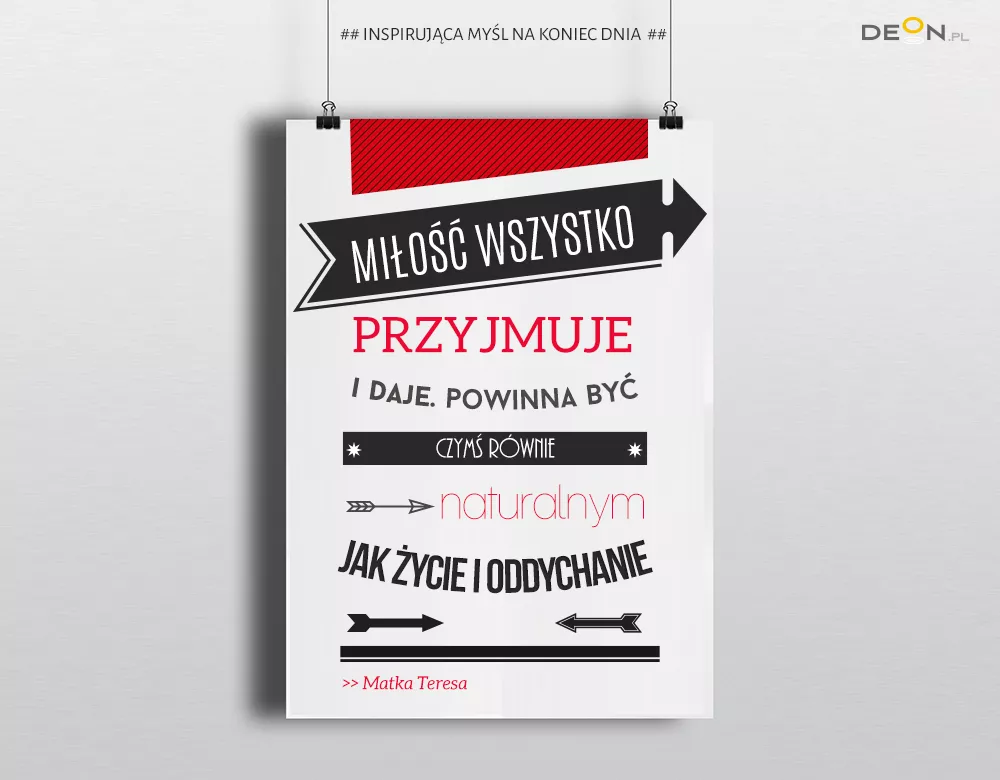 ## INSPIRUJĄCA MYŚL NA KONIEC DNIA ##
DEON.PL
MIŁOŚĆ WSZYSTKO
PRZYJMUJE
I DAJE. POWINNA BYĆ
CZYMŚ RÓWNIE
naturalnym
JAK ŻYCIE I ODDYCHANIE
>> Matka Teresa